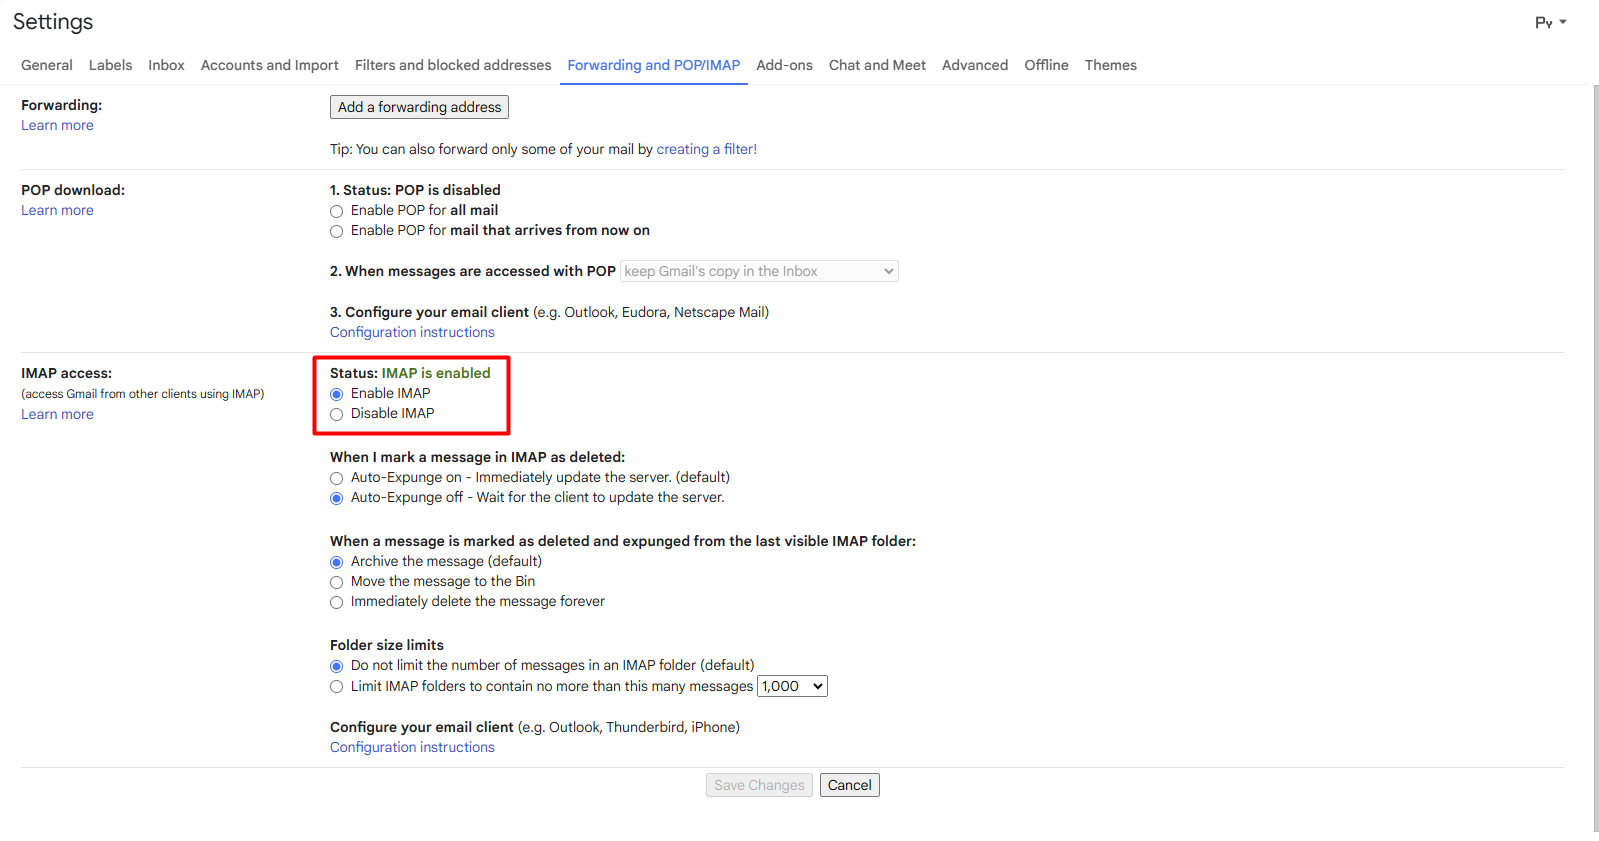 Settings
Ру
General Labels Inbox Accounts and Import Filters and blocked addresses Forwarding and POP/IMAP Add-ons Chat and Meet Advanced Offline Themes
Forwarding:
Learn more
Add a forwarding address
Tip: You can also forward only some of your mail by creating a filter!
POP download:
Learn more
1. Status: POP is disabled
Enable POP for all mail
Enable POP for mail that arrives from now on
2. When messages are accessed with POP keep Gmail's copy in the Inbox
3. Configure your email client (e.g. Outlook, Eudora, Netscape Mail)
Configuration instructions
IMAP access:
(access Gmail from other clients using IMAP)
Learn more
Status: IMAP is enabled
Enable IMAP
Disable IMAP
When I mark a message in IMAP as deleted:
Auto-Expunge on - Immediately update the server. (default)
Auto-Expunge off - Wait for the client to update the server.
When a message is marked as deleted and expunged from the last visible IMAP folder:
Archive the message (default)
Move the message to the Bin
Immediately delete the message forever
Folder size limits
Do not limit the number of messages in an IMAP folder (default)
Limit IMAP folders to contain no more than this many messages 1,000
Configure your email client (e.g. Outlook, Thunderbird, iPhone)
Configuration instructions
Save Changes Cancel